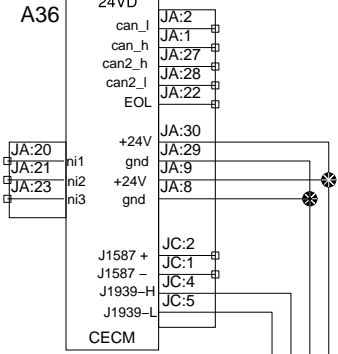 A36
24VD
can_l JA:2
can_h JA:1
can2_h JA:27
can2_l JA:28
EOL JA:22
+24V JA:30
gnd JA:29
+24V JA:9
gnd JA:8
JA:20 ni1
JA:21 ni2
JA:23 ni3
J1587 + JC:2
J1587 − JC:1
J1939−H JC:4
J1939−L JC:5
CECM